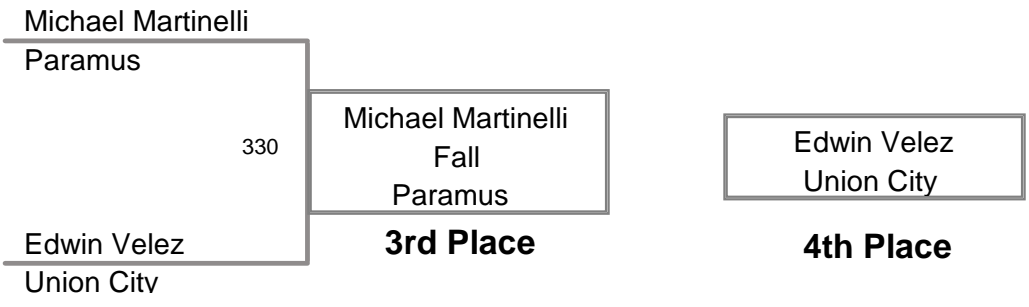 Michael Martinelli
Paramus
330
Michael Martinelli
Fall
Paramus
3rd Place
Edwin Velez
Union City
Edwin Velez
Union City
4th Place